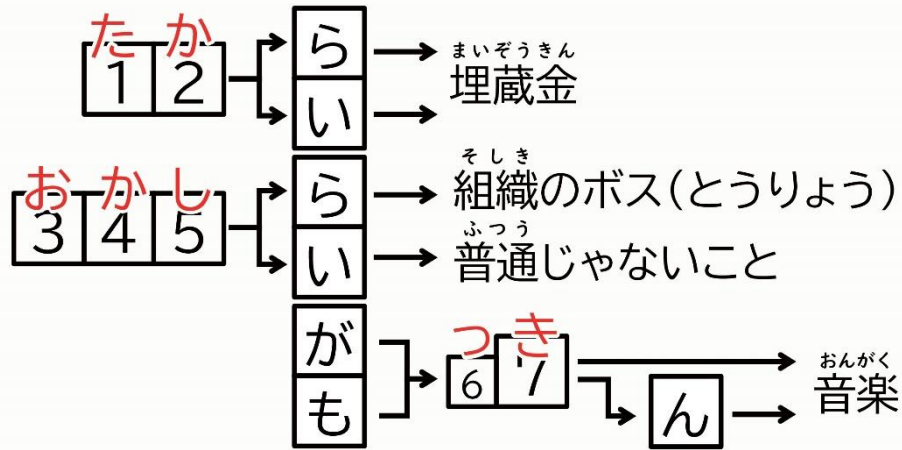 たか
12
ら
い
まいぞうきん
埋蔵金
おかし
345
ら
い
そしき
組織のボス(とうりょう)
ふつう
普通じゃないこと
が
も
っき
67
ん
おんがく
音楽